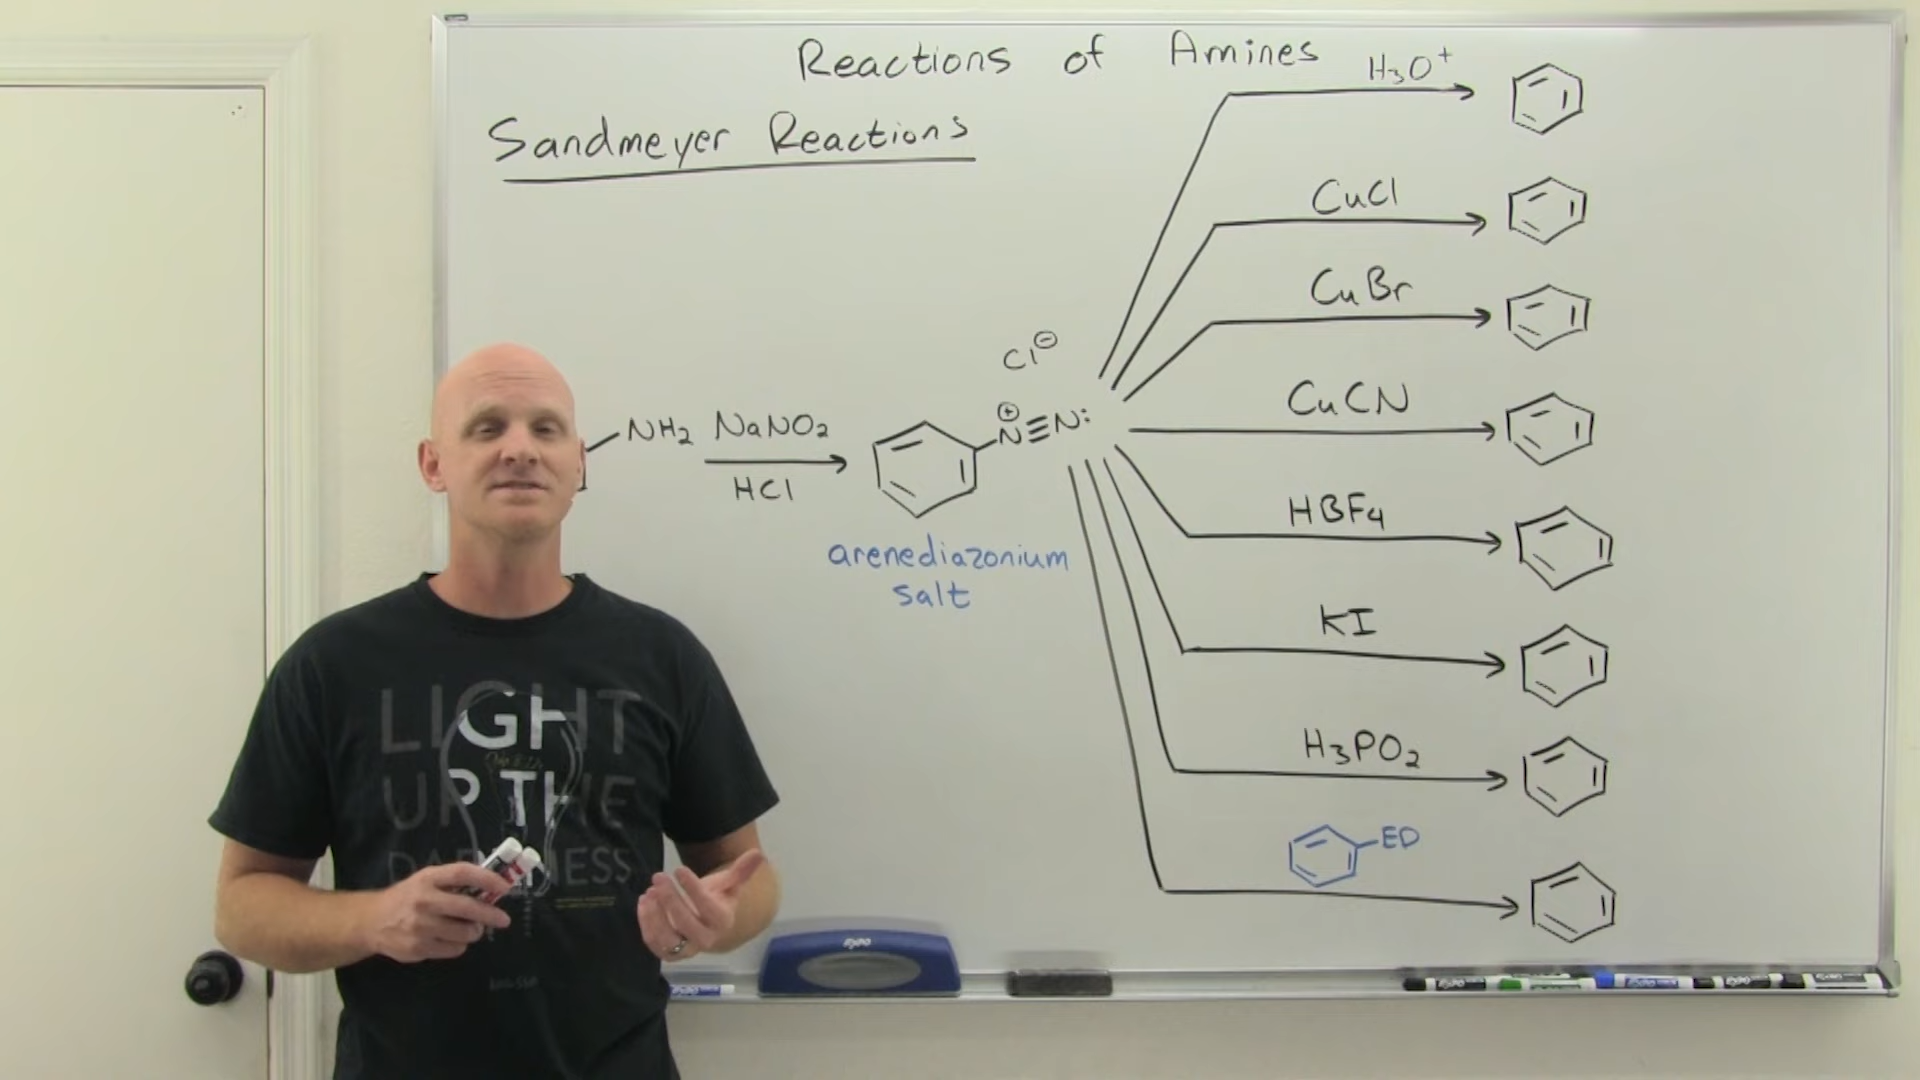 Reactions of Amines
H₃O⁺
Sandmeyer Reactions
CuCl
CuBr
Cl⊖
CuCN
NH₂
NaNO₂
HCl
⊕
N≡N:
arenediazonium
salt
HBF₄
KI
H₃PO₂
ED
LIGHT
UP THE
DARKNESS
expo